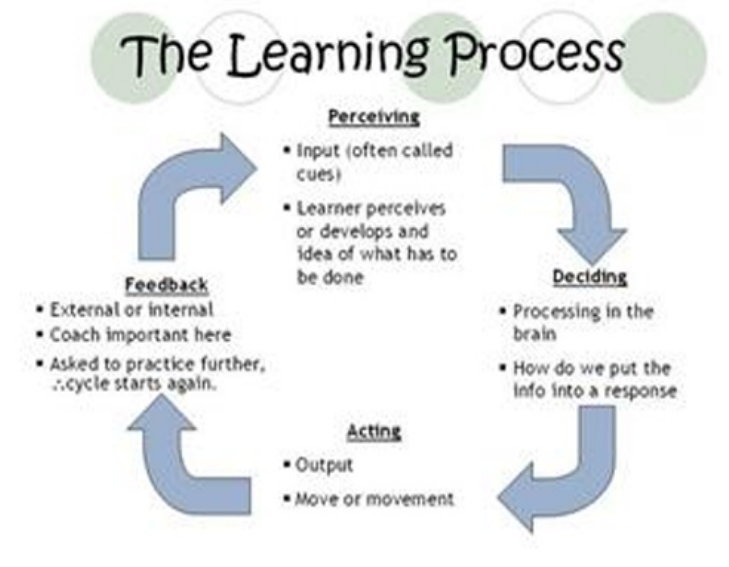 The Learning Process
Perceiving
▪ Input (often called
cues)
▪ Learner perceives
or develops and
idea of what has to
be done
Deciding
▪ Processing in the
brain
▪ How do we put the
info into a response
Acting
▪ Output
▪ Move or movement
Feedback
▪ External or internal
▪ Coach important here
▪ Asked to practice further,
∴cycle starts again.